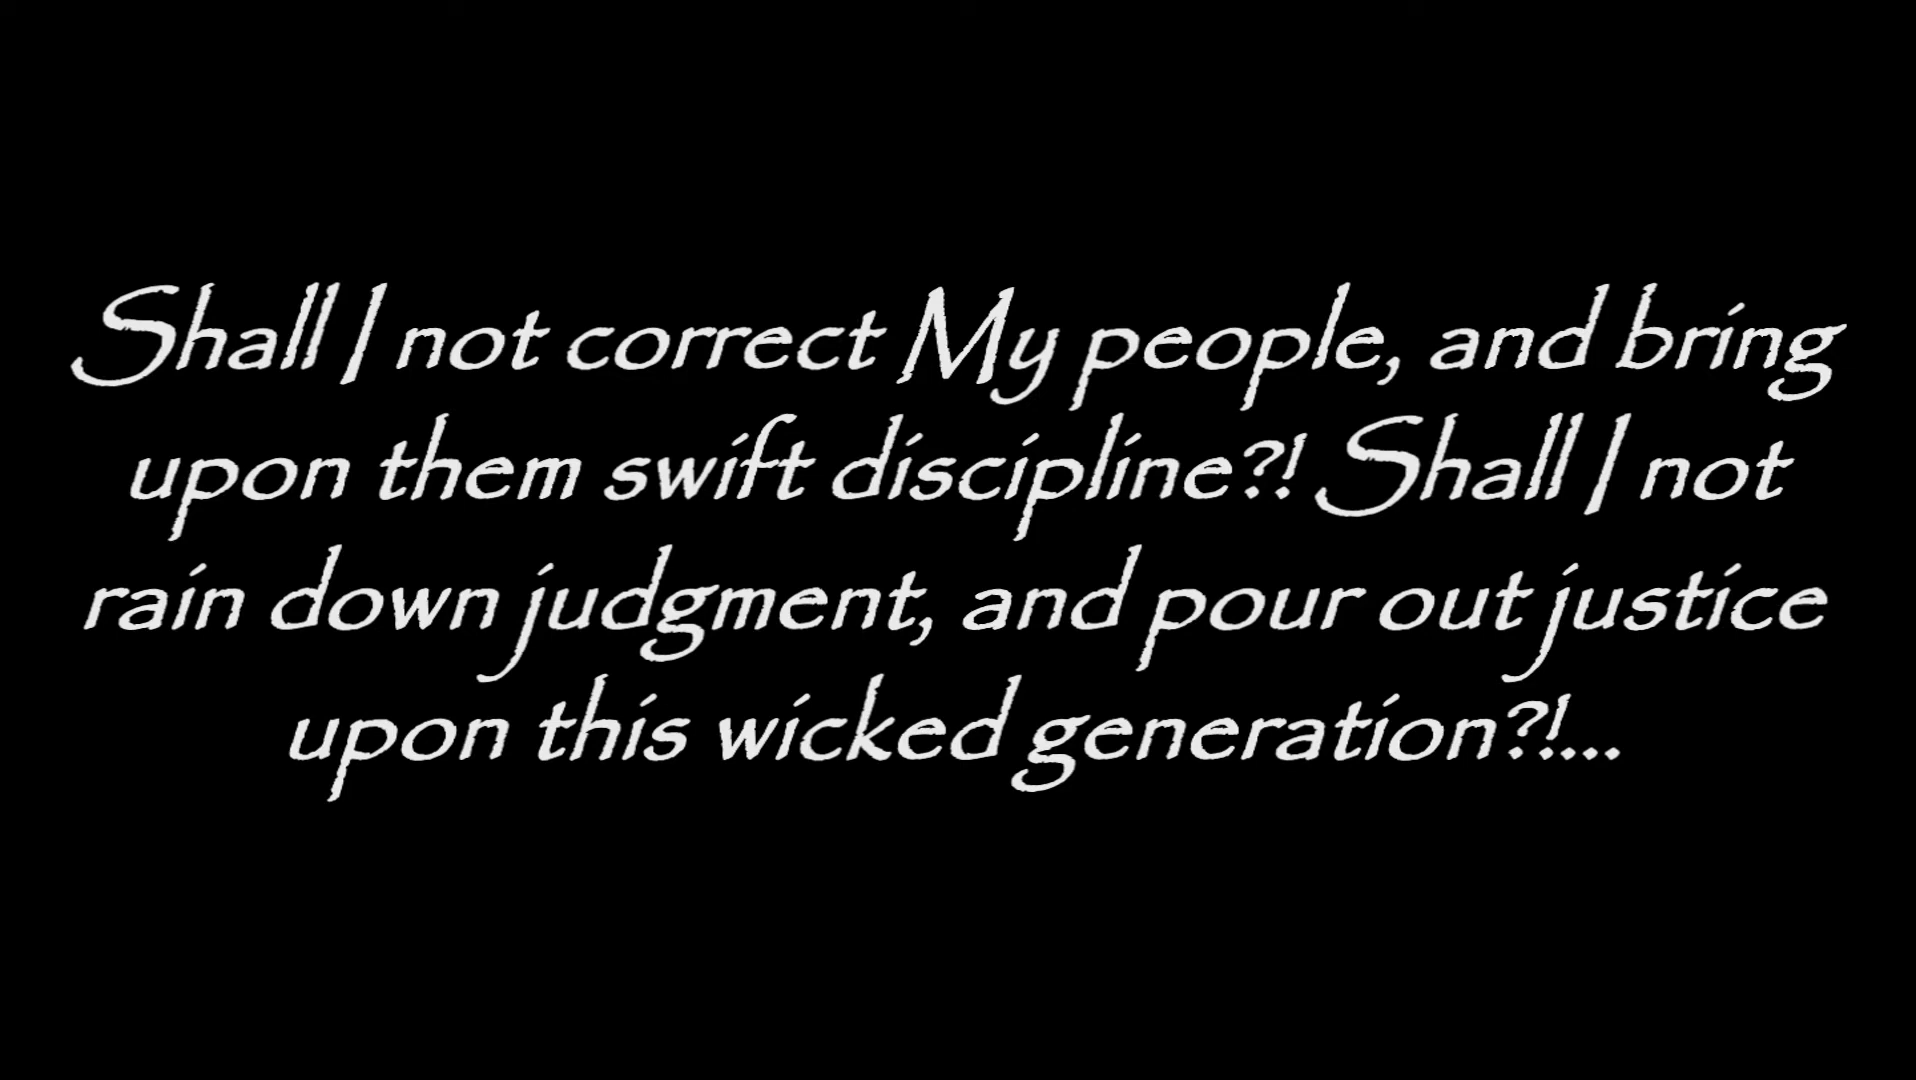 Shall I not correct My people, and bring
upon them swift discipline?! Shall I not
rain down judgment, and pour out justice
upon this wicked generation?!...